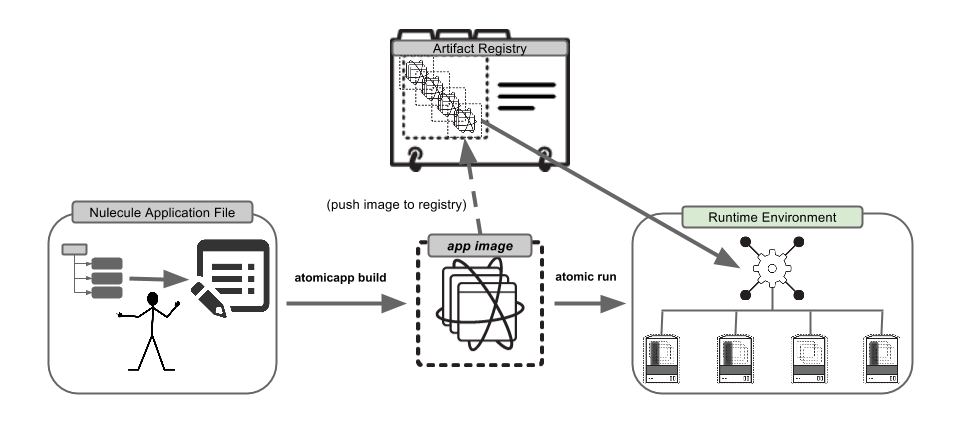 Artifact Registry
(push image to registry)
Nulecule Application File
Runtime Environment
app image
atomicapp build
atomic run